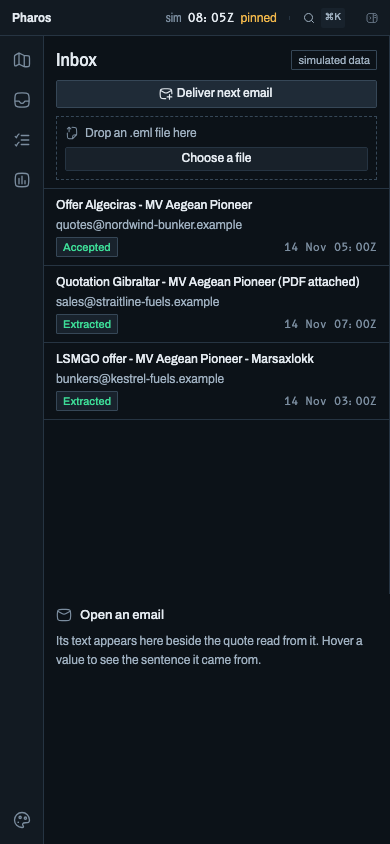 Pharos
sim 08:05Z pinned
⌘K
Inbox
simulated data
Deliver next email
Drop an .eml file here
Choose a file
Offer Algeciras - MV Aegean Pioneer
quotes@nordwind-bunker.example
Accepted 14 Nov 05:00Z
Quotation Gibraltar - MV Aegean Pioneer (PDF attached)
sales@straitline-fuels.example
Extracted 14 Nov 07:00Z
LSMGO offer - MV Aegean Pioneer - Marsaxlokk
bunkers@kestrel-fuels.example
Extracted 14 Nov 03:00Z
Open an email
Its text appears here beside the quote read from it. Hover a
value to see the sentence it came from.